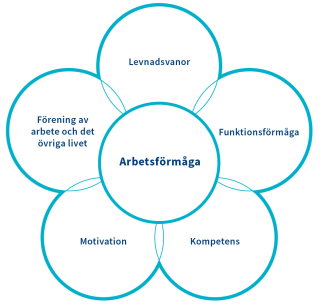 Levnadsvanor
Förening av
arbete och det
övriga livet
Funktionsförmåga
Arbetsförmåga
Motivation
Kompetens